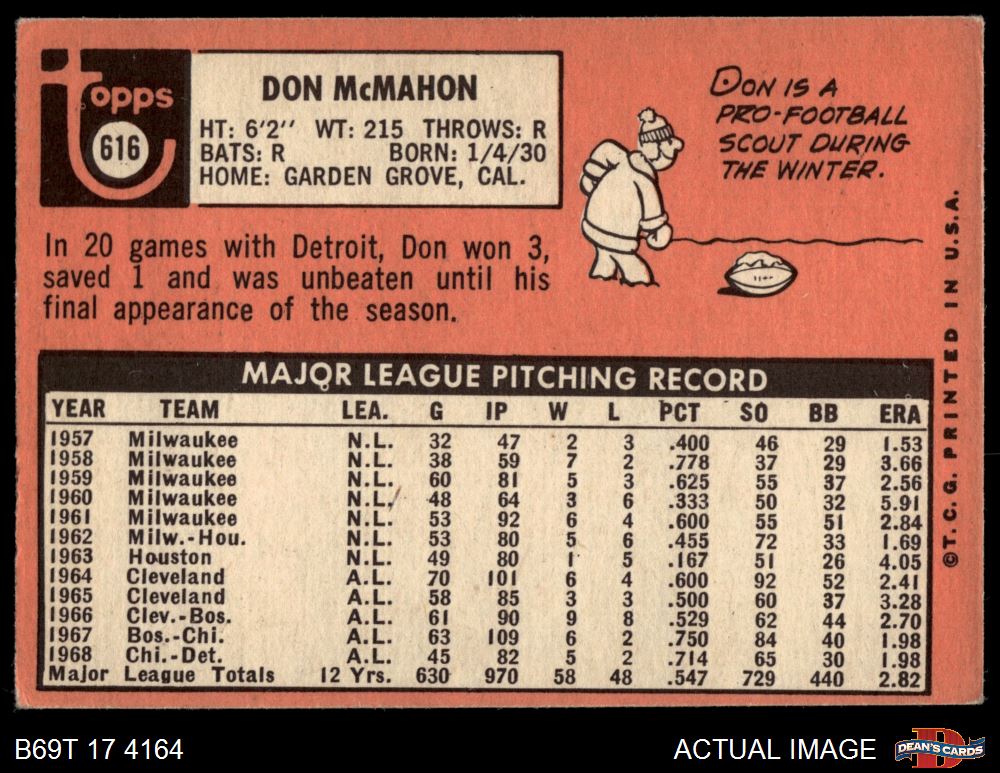 Topps
616
DON McMAHON
HT: 6'2" WT: 215 THROWS: R
BATS: R BORN: 1/4/30
HOME: GARDEN GROVE, CAL.
DON IS A
PRO-FOOTBALL
SCOUT DURING
THE WINTER.
In 20 games with Detroit, Don won 3,
saved 1 and was unbeaten until his
final appearance of the season.
MAJOR LEAGUE PITCHING RECORD
YEAR TEAM LEA. G IP W L PCT SO BB ERA
1957 Milwaukee N.L. 32 47 2 3 .400 46 29 1.53
1958 Milwaukee N.L. 38 59 7 2 .778 37 29 3.66
1959 Milwaukee N.L. 60 81 5 3 .625 55 37 2.56
1960 Milwaukee N.L. 48 64 3 6 .333 50 32 5.91
1961 Milwaukee N.L. 53 92 6 4 .600 55 51 2.84
1962 Milw.-Hou. N.L. 53 80 5 6 .455 72 33 1.69
1963 Houston N.L. 49 80 1 5 .167 51 26 4.05
1964 Cleveland A.L. 70 101 6 4 .600 92 52 2.41
1965 Cleveland A.L. 58 85 3 3 .500 60 37 3.28
1966 Clev.-Bos. A.L. 61 90 9 8 .529 62 44 2.70
1967 Bos.-Chi. A.L. 63 109 6 2 .750 84 40 1.98
1968 Chi.-Det. A.L. 45 82 5 2 .714 65 30 1.98
Major League Totals 12 Yrs. 630 970 58 48 .547 729 440 2.82
©T.C.G. PRINTED IN U.S.A.
B69T 17 4164
ACTUAL IMAGE
D
DEAN'S CARDS